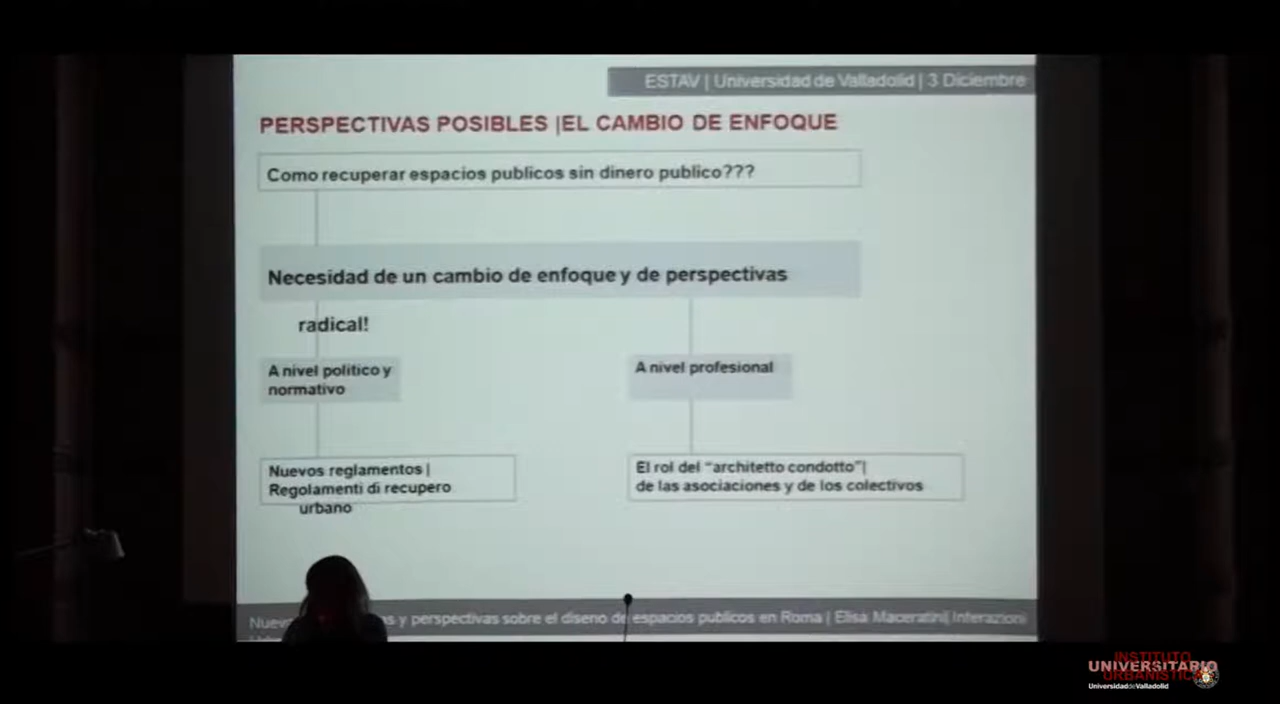 ESTAV | Universidad de Valladolid | 3 Diciembre
PERSPECTIVAS POSIBLES |EL CAMBIO DE ENFOQUE
Como recuperar espacios publicos sin dinero publico???
Necesidad de un cambio de enfoque y de perspectivas
radical!
A nivel politico y
normativo
A nivel profesional
Nuevos reglamentos |
Regolamenti di recupero
urbano
El rol del “architetto condotto”|
de las asociaciones y de los colectivos
y perspectivas sobre el diseno de espacios publicos en Roma | Elisa Maceratini| Interazioni
INSTITUTO
UNIVERSITARIO
URBANÍSTICA
Universidad de Valladolid